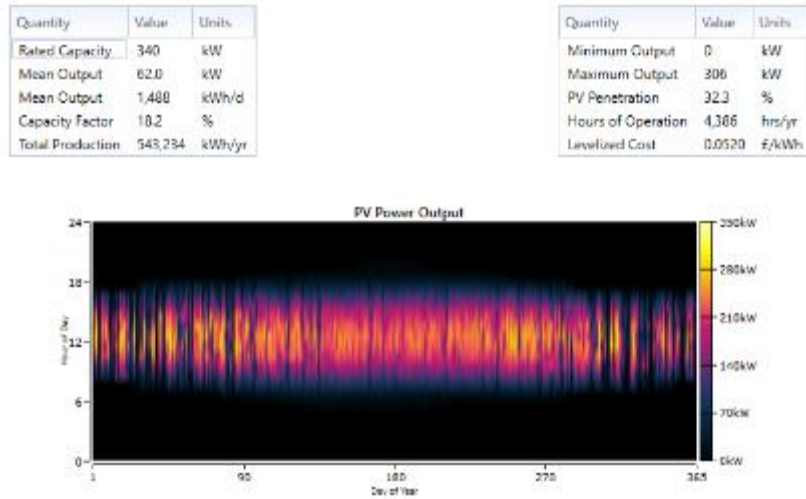 Quantity Value Units
Rated Capacity 340 kW
Mean Output 62.0 kW
Mean Output 1,488 kWh/d
Capacity Factor 18.2 %
Total Production 543,234 kWh/yr
Quantity Value Units
Minimum Output 0 kW
Maximum Output 306 kW
PV Penetration 32.3 %
Hours of Operation 4,386 hrs/yr
Levelized Cost 0.0520 £/kWh
PV Power Output
24
18
12
6
0
Hour of Day
1 90 180 270 365
Day of Year
350kW
280kW
210kW
140kW
70kW
0kW